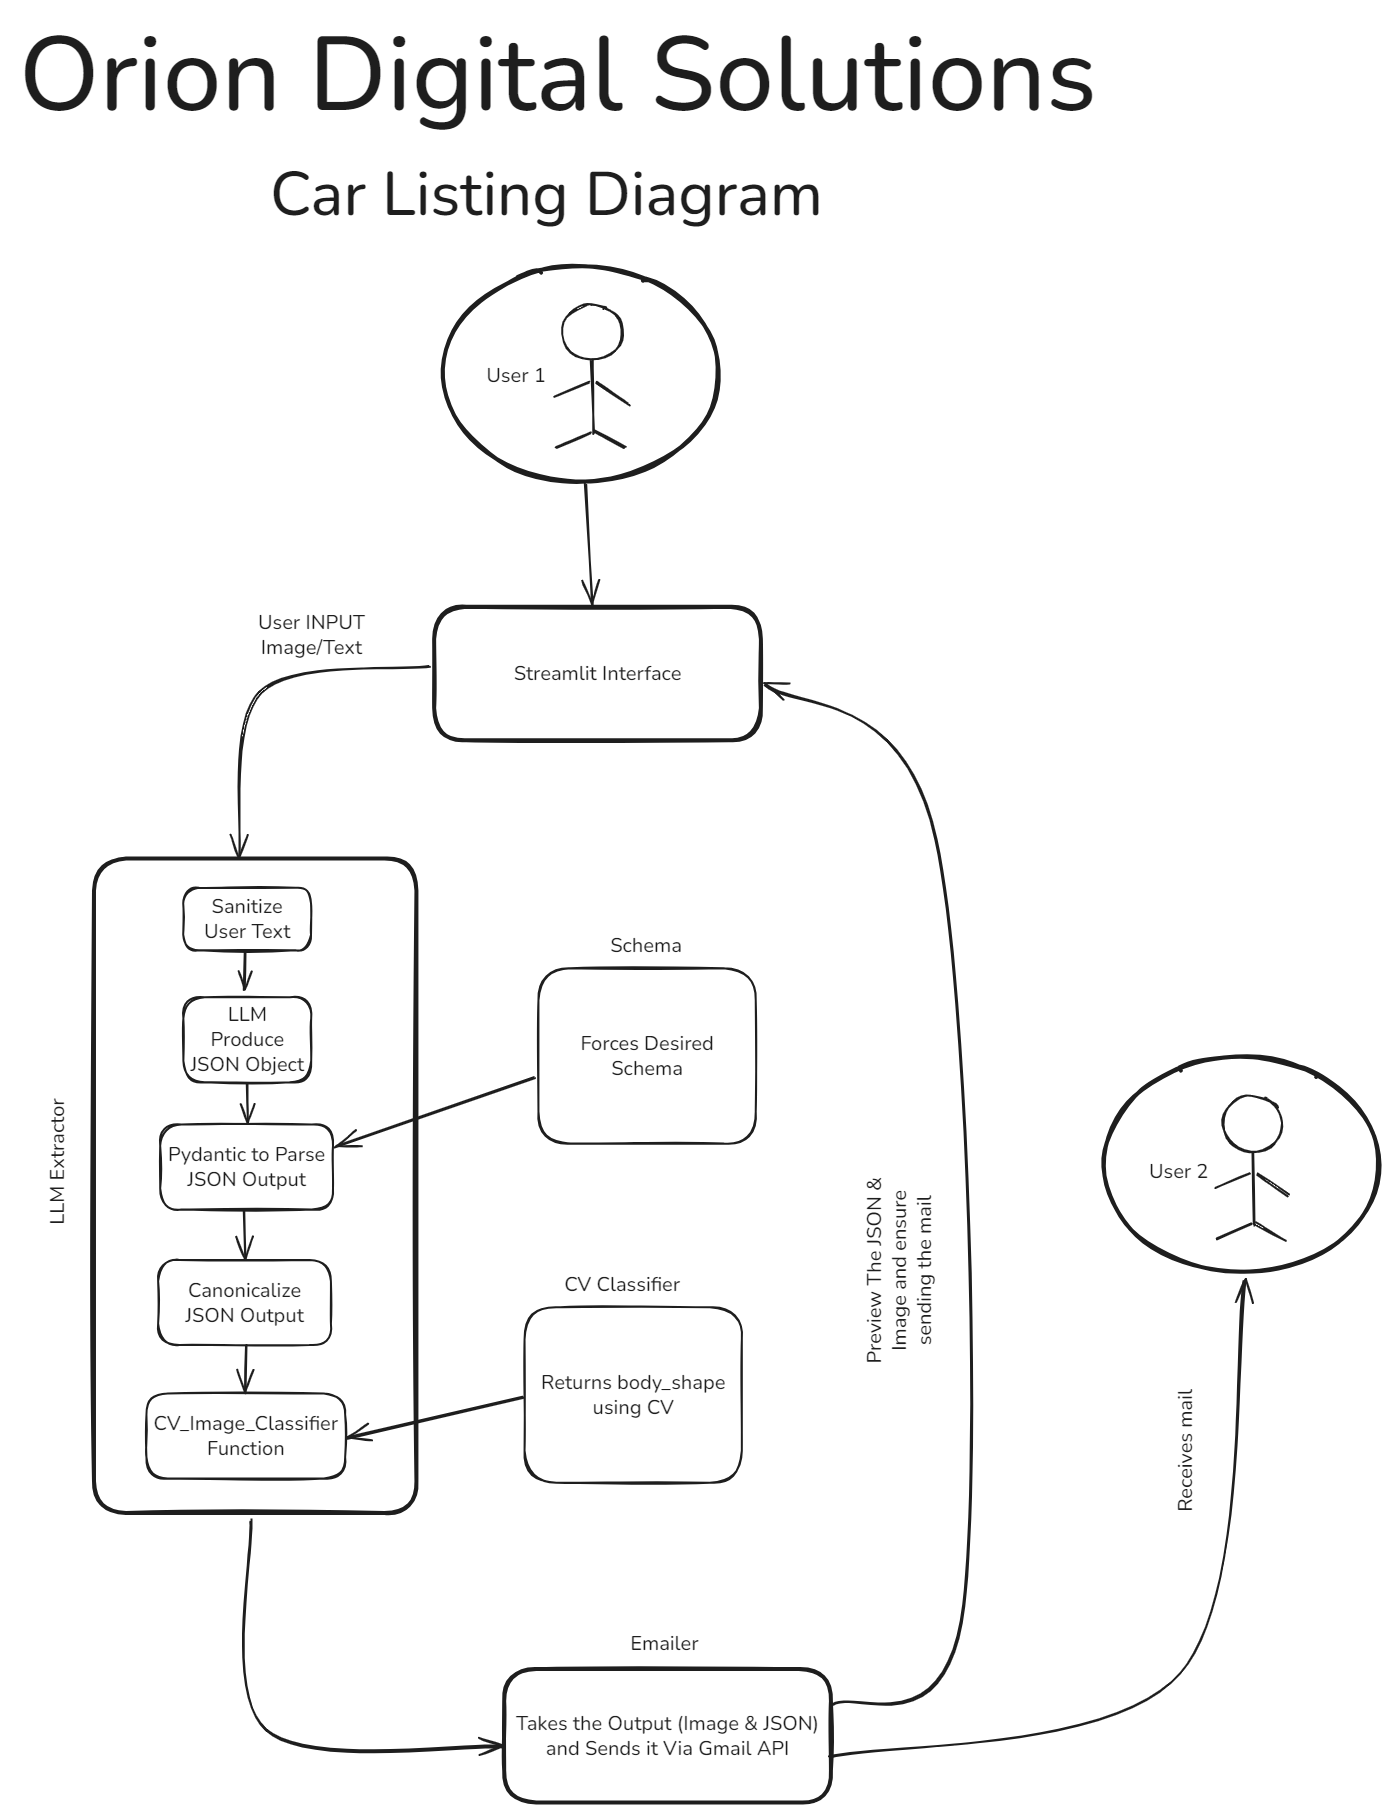 Orion Digital Solutions
Car Listing Diagram
User 1
User INPUT
Image/Text
Streamlit Interface
LLM Extractor
Sanitize
User Text
LLM
Produce
JSON Object
Pydantic to Parse
JSON Output
Canonicalize
JSON Output
CV_Image_Classifier
Function
Schema
Forces Desired
Schema
CV Classifier
Returns body_shape
using CV
Preview The JSON &
Image and ensure
sending the mail
User 2
Receives mail
Emailer
Takes the Output (Image & JSON)
and Sends it Via Gmail API